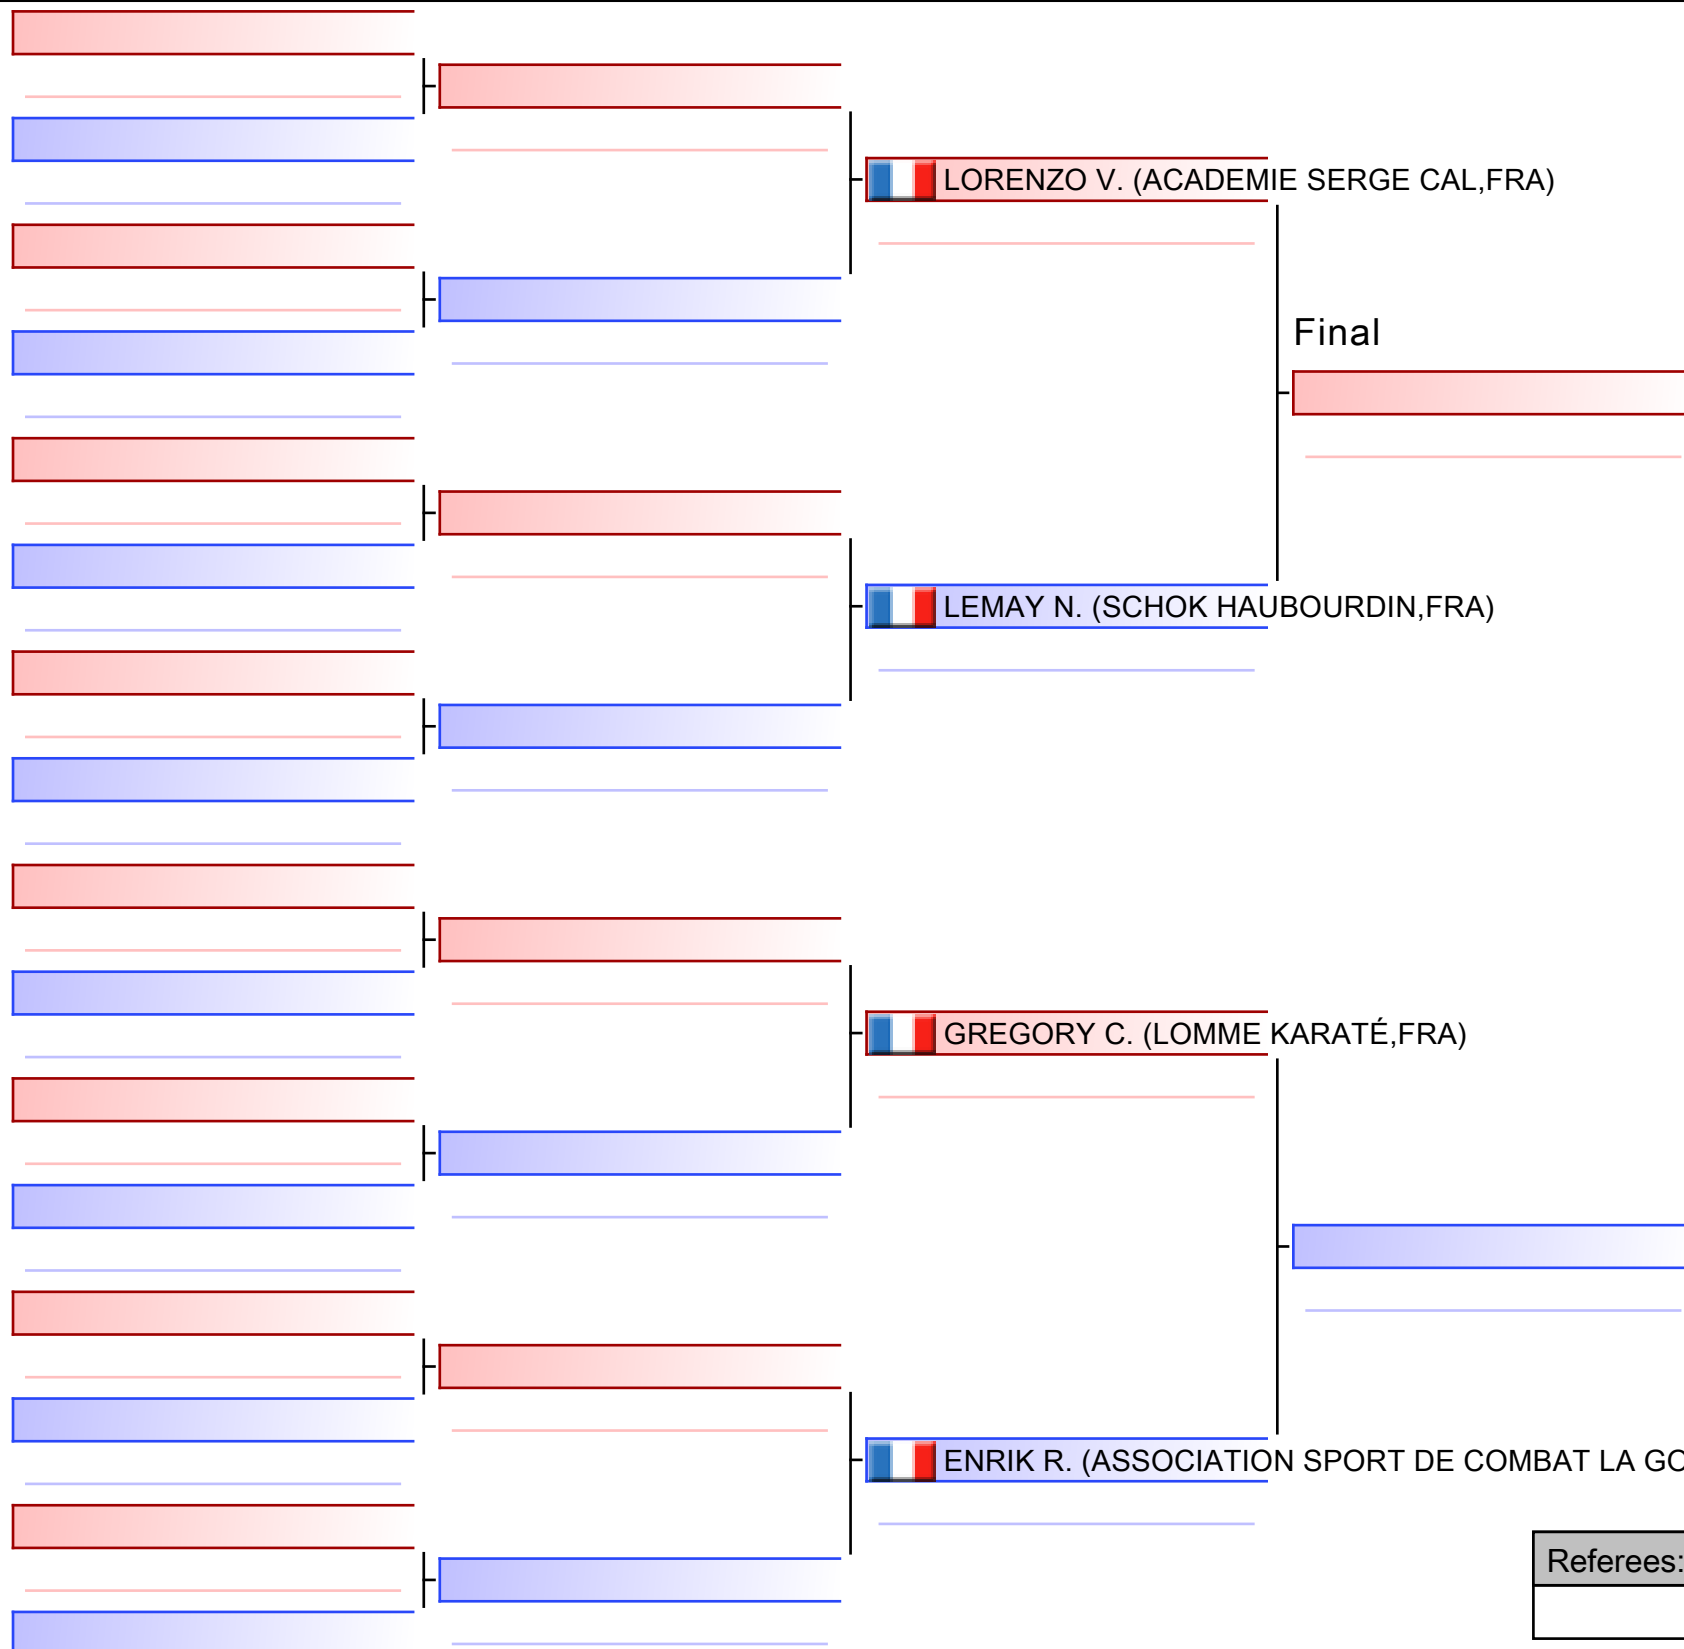 LORENZO V. (ACADEMIE SERGE CAL,FRA)
Final
LEMAY N. (SCHOK HAUBOURDIN,FRA)
GREGORY C. (LOMME KARATÉ,FRA)
ENRIK R. (ASSOCIATION SPORT DE COMBAT LA
Referees: